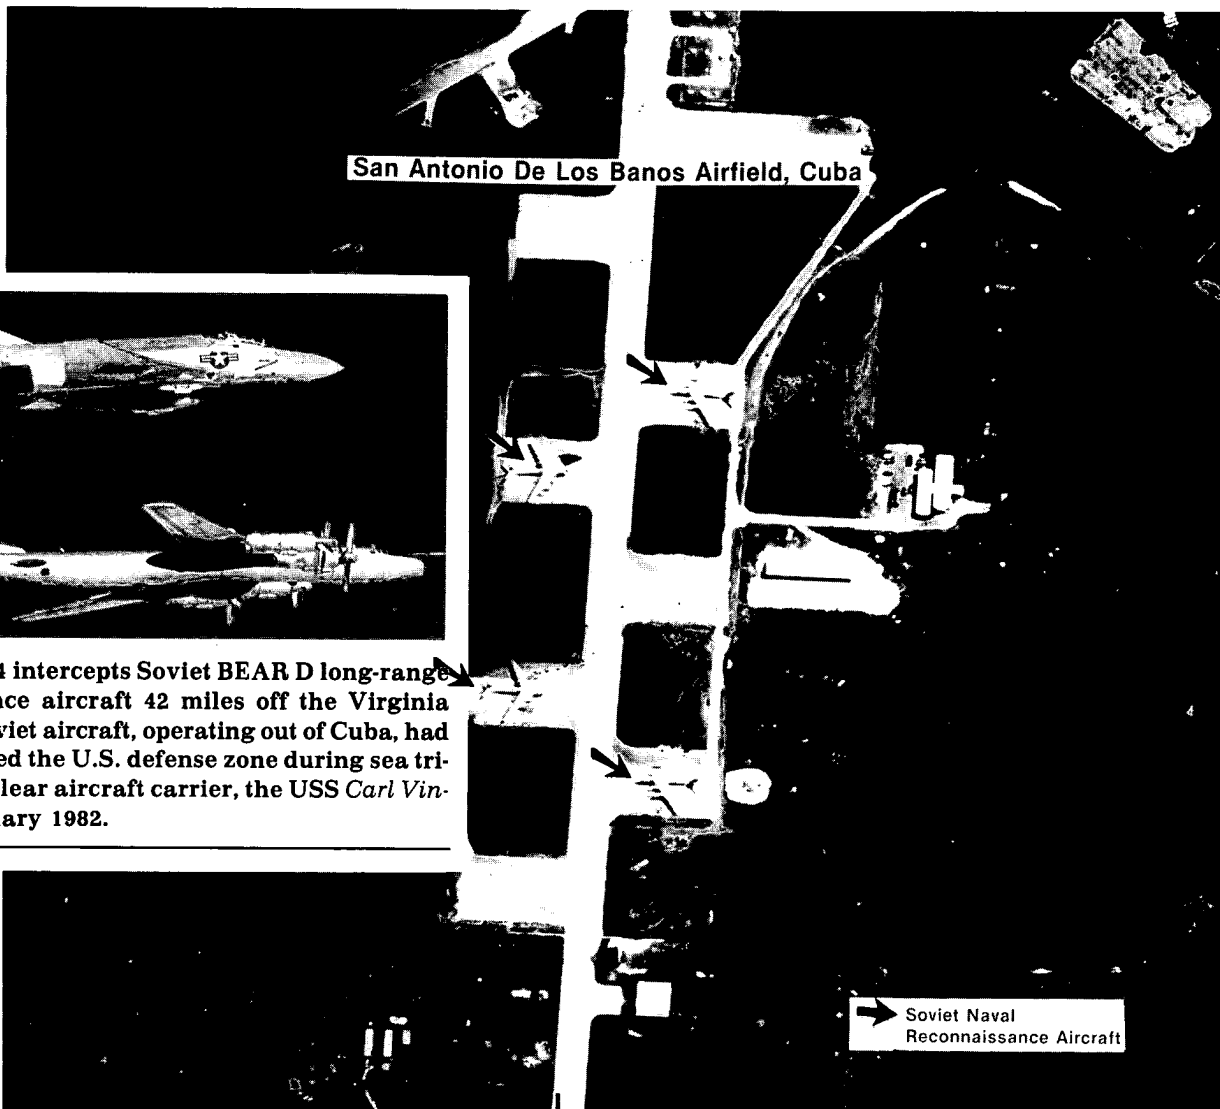 San Antonio De Los Banos Airfield, Cuba
4 intercepts Soviet BEAR D long-range
nce aircraft 42 miles off the Virginia
viet aircraft, operating out of Cuba, had
ed the U.S. defense zone during sea tri-
lear aircraft carrier, the USS Carl Vin-
ary 1982.
Soviet Naval
Reconnaissance Aircraft